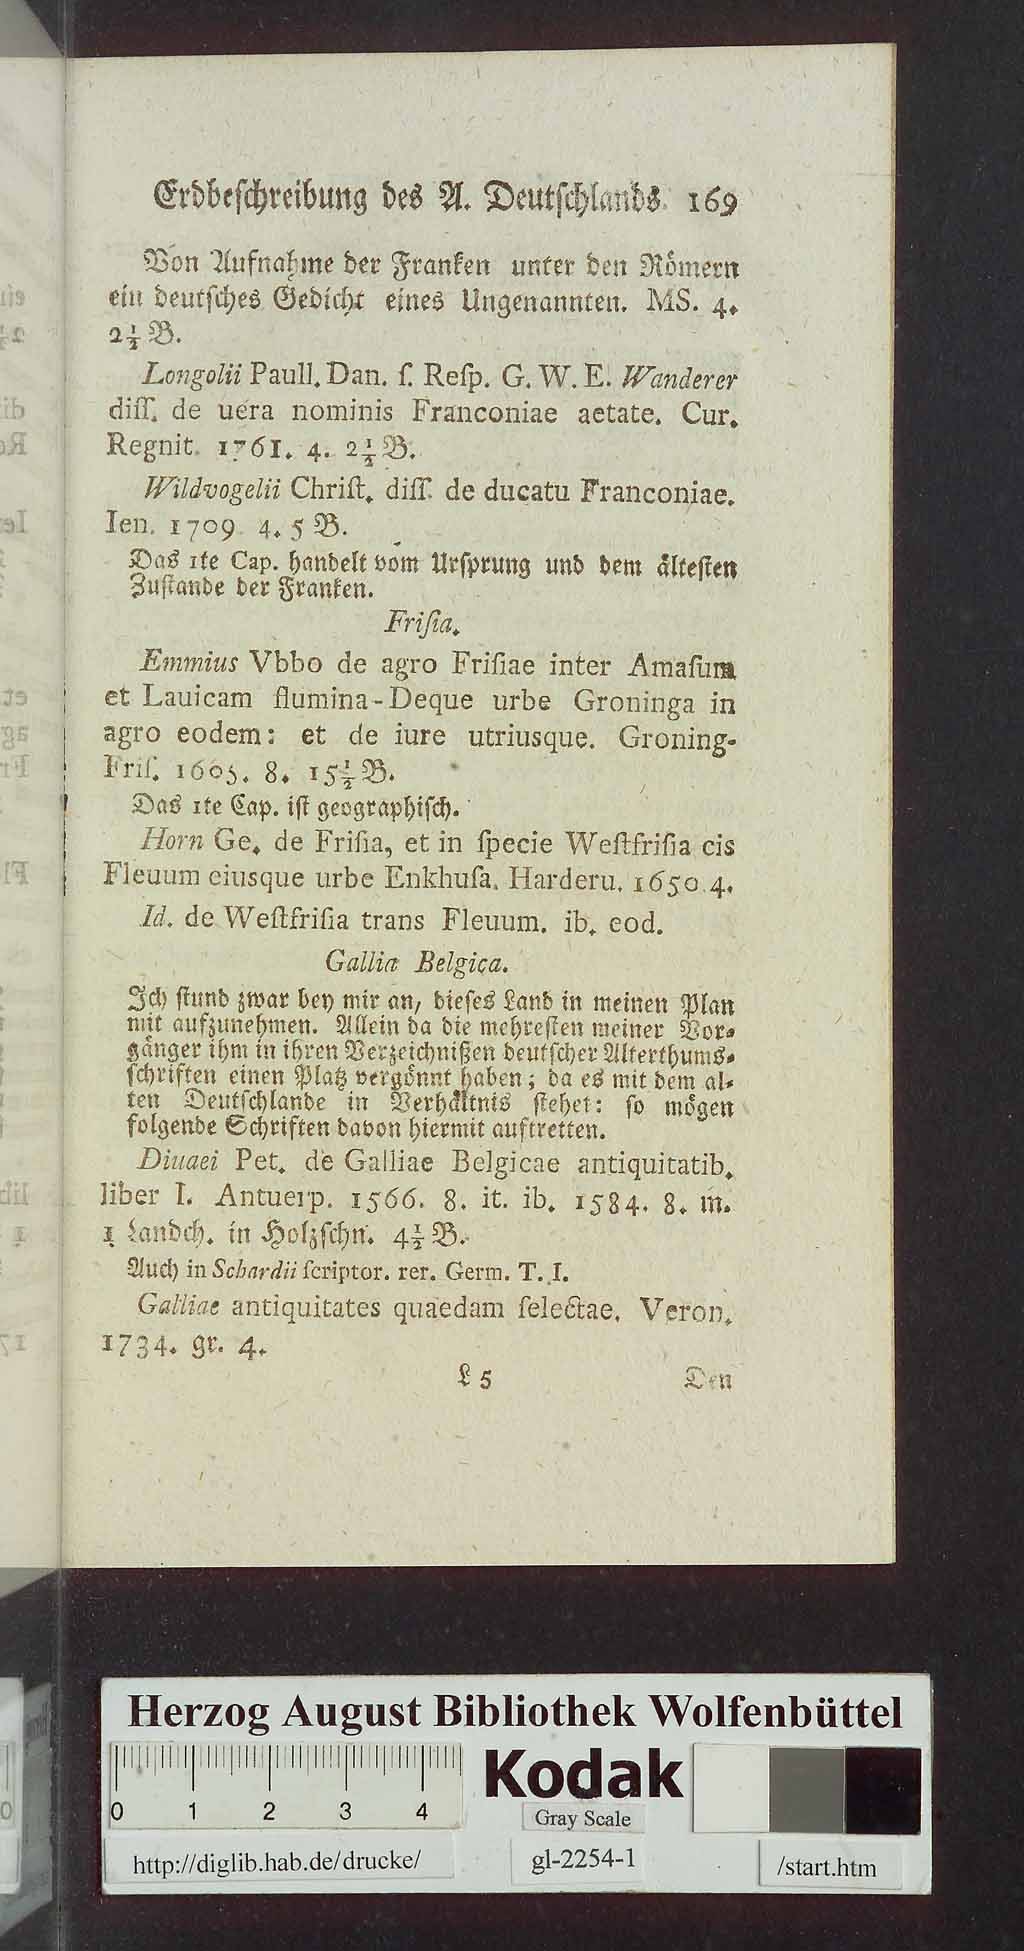 Erdbeſchreibung des A. Deutſchlands. 169
Von Aufnahme der Franken unter den Römern
ein deutſches Gedicht eines Ungenannten. MS. 4.
2½ B.
Longolii Paull. Dan. ſ. Reſp. G. W. E. Wanderer
diſſ. de uera nominis Franconiae aetate. Cur.
Regnit. 1761. 4. 2½ B.
Wildvogelii Chriſt. diſſ. de ducatu Franconiae.
Ien. 1709. 4. 5 B.
Das 1te Cap. handelt vom Urſprung und dem älteſten
Zuſtande der Franken.
Friſia.
Emmius Vbbo de agro Friſiae inter Amaſum
et Lauicam flumina-Deque urbe Groninga in
agro eodem: et de iure utriusque. Groning-
Friſ. 1605. 8. 15½ B.
Das 1te Cap. iſt geographiſch.
Horn Ge. de Friſia, et in ſpecie Weſtfriſia cis
Fleuum eiusque urbe Enkhuſa. Harderu. 1650. 4.
Id. de Weſtfriſia trans Fleuum. ib. eod.
Gallia Belgica.
Ich ſtund zwar bey mir an, dieſes Land in meinen Plan
mit aufzunehmen. Allein da die mehreſten meiner Vor-
gänger ihm in ihren Verzeichnißen deutſcher Alterthums-
ſchriften einen Platz vergönnt haben; da es mit dem al-
ten Deutſchlande in Verhältnis ſtehet: ſo mögen
folgende Schriften davon hiermit auftretten.
Diuaei Pet. de Galliae Belgicae antiquitatib.
liber I. Antuerp. 1566. 8. it. ib. 1584. 8. m.
1 Landch. in Holzſchn. 4½ B.
Auch in Schardii ſcriptor. rer. Germ. T. I.
Galliae antiquitates quaedam ſelectae. Veron.
1734. gr. 4.
L 5 Den
Herzog August Bibliothek Wolfenbüttel
0 1 2 3 4
Kodak
Gray Scale
http://diglib.hab.de/drucke/ gl-2254-1 /start.htm